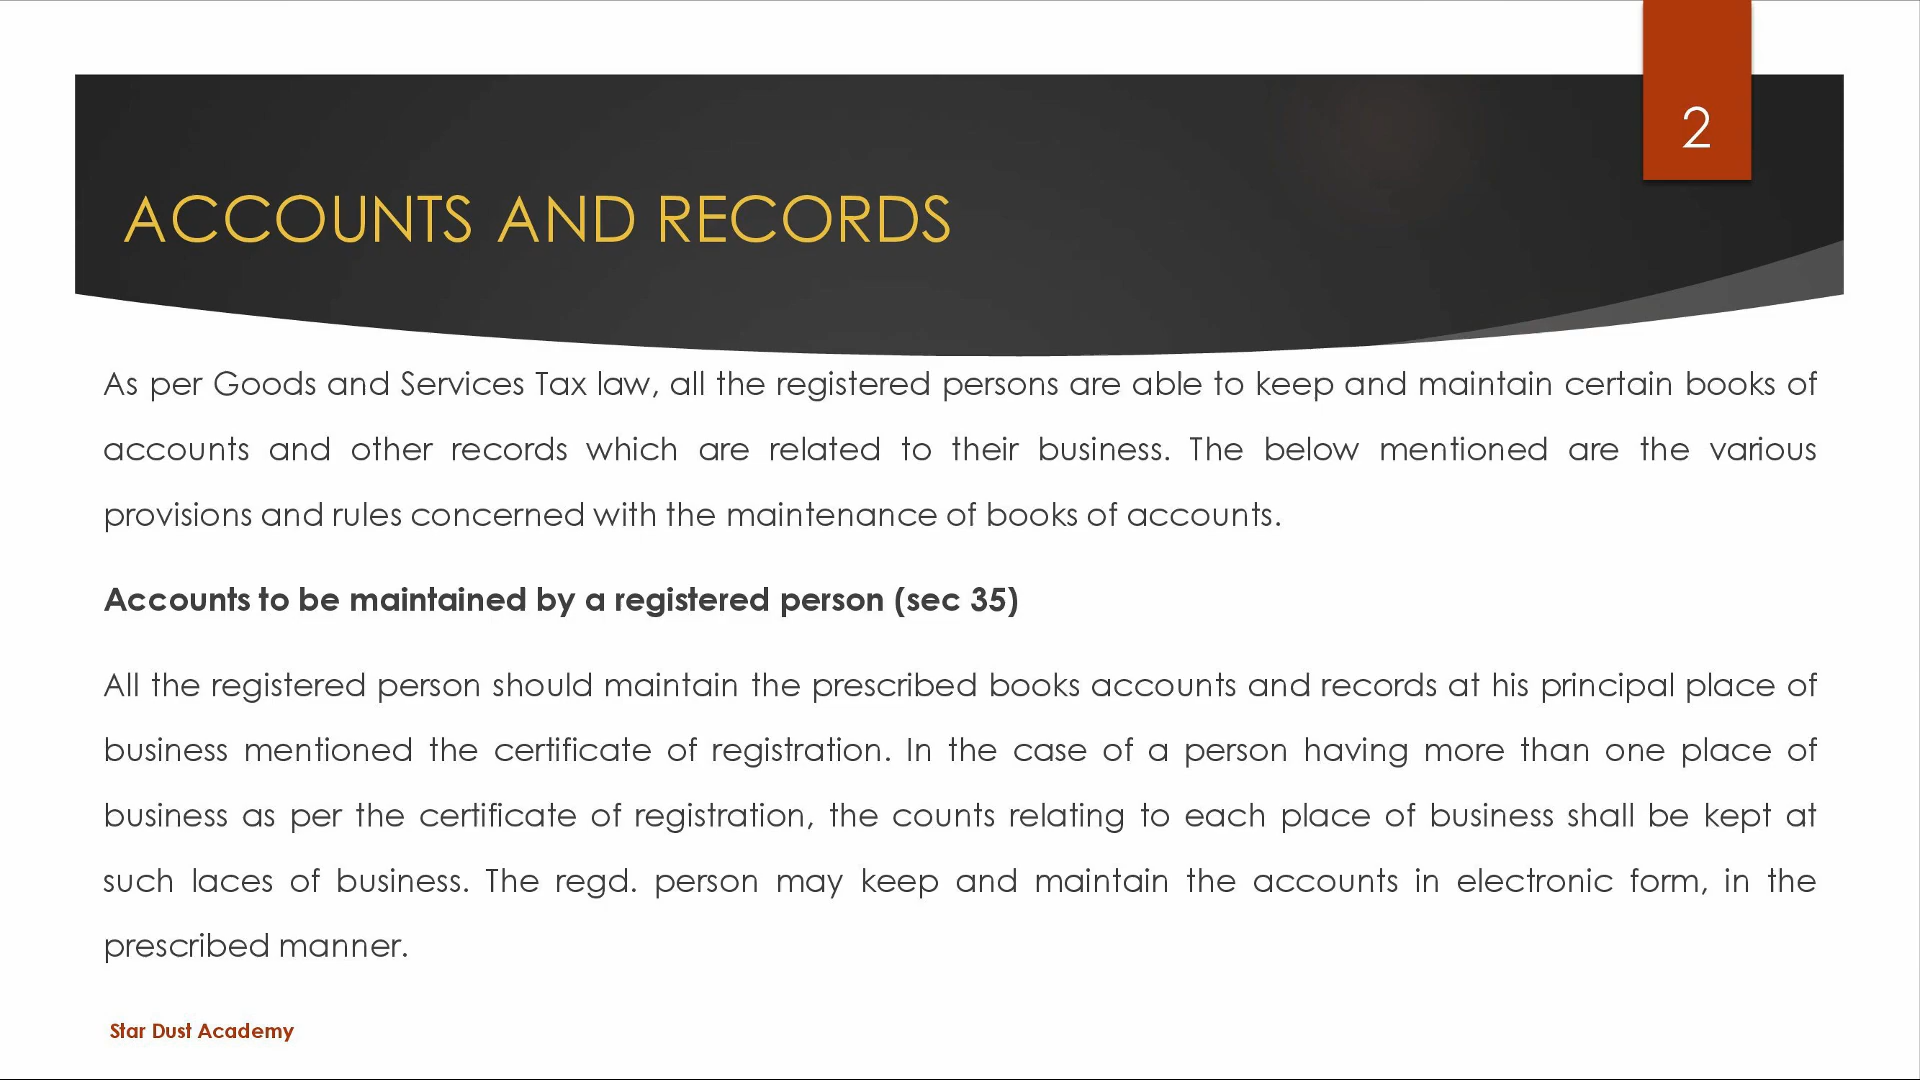 2
ACCOUNTS AND RECORDS
As per Goods and Services Tax law, all the registered persons are able to keep and maintain certain books of
accounts and other records which are related to their business. The below mentioned are the various
provisions and rules concerned with the maintenance of books of accounts.
Accounts to be maintained by a registered person (sec 35)
All the registered person should maintain the prescribed books accounts and records at his principal place of
business mentioned the certificate of registration. In the case of a person having more than one place of
business as per the certificate of registration, the counts relating to each place of business shall be kept at
such laces of business. The regd. person may keep and maintain the accounts in electronic form, in the
prescribed manner.
Star Dust Academy